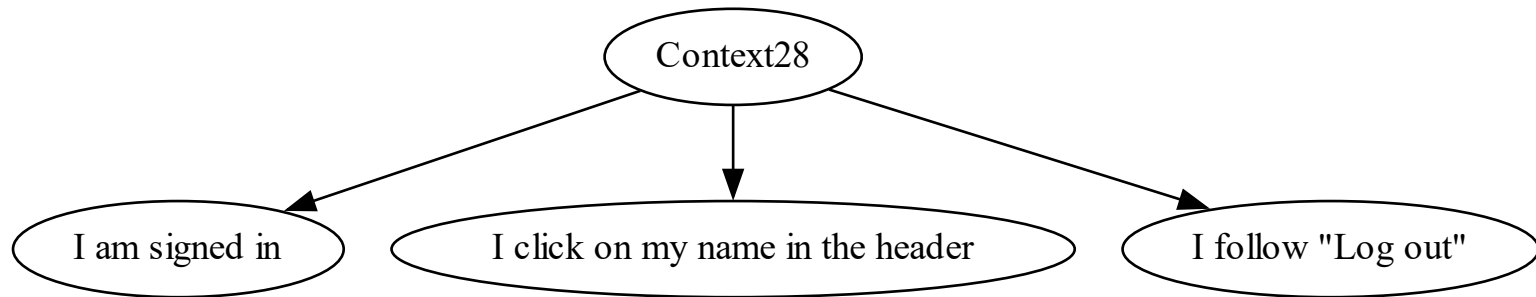 Context28
I am signed in
I click on my name in the header
I follow "Log out"